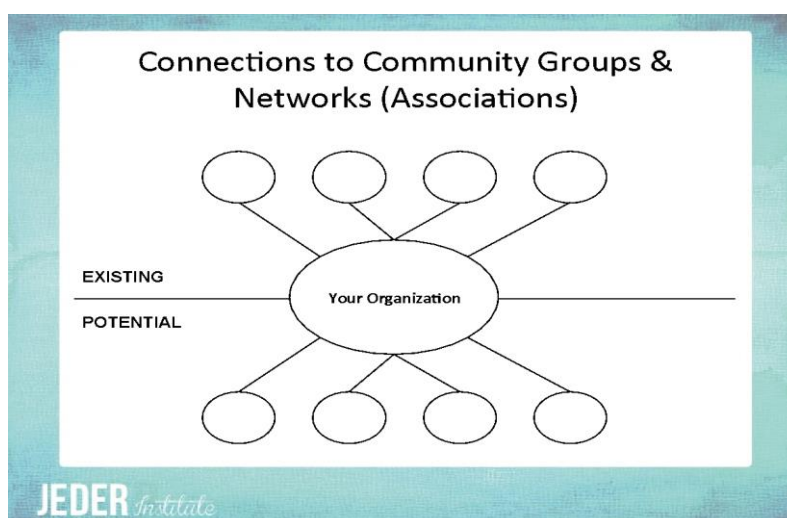 Connections to Community Groups &
Networks (Associations)
EXISTING
Your Organization
POTENTIAL
JEDER Institute